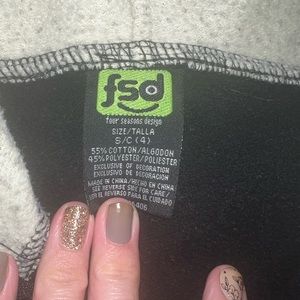 fsd
four seasons design
SIZE/TALLA
S/C (4)
55% COTTON/ALGODON
45% POLYESTER/POLIESTER
EXCLUSIVE OF DECORATION
EXCLUSIVO DE DECORACION
MADE IN CHINA/HECHO EN CHINA
SEE REVERSE SIDE FOR CARE/
EL REVERSO PARA EL CUIDADO
406